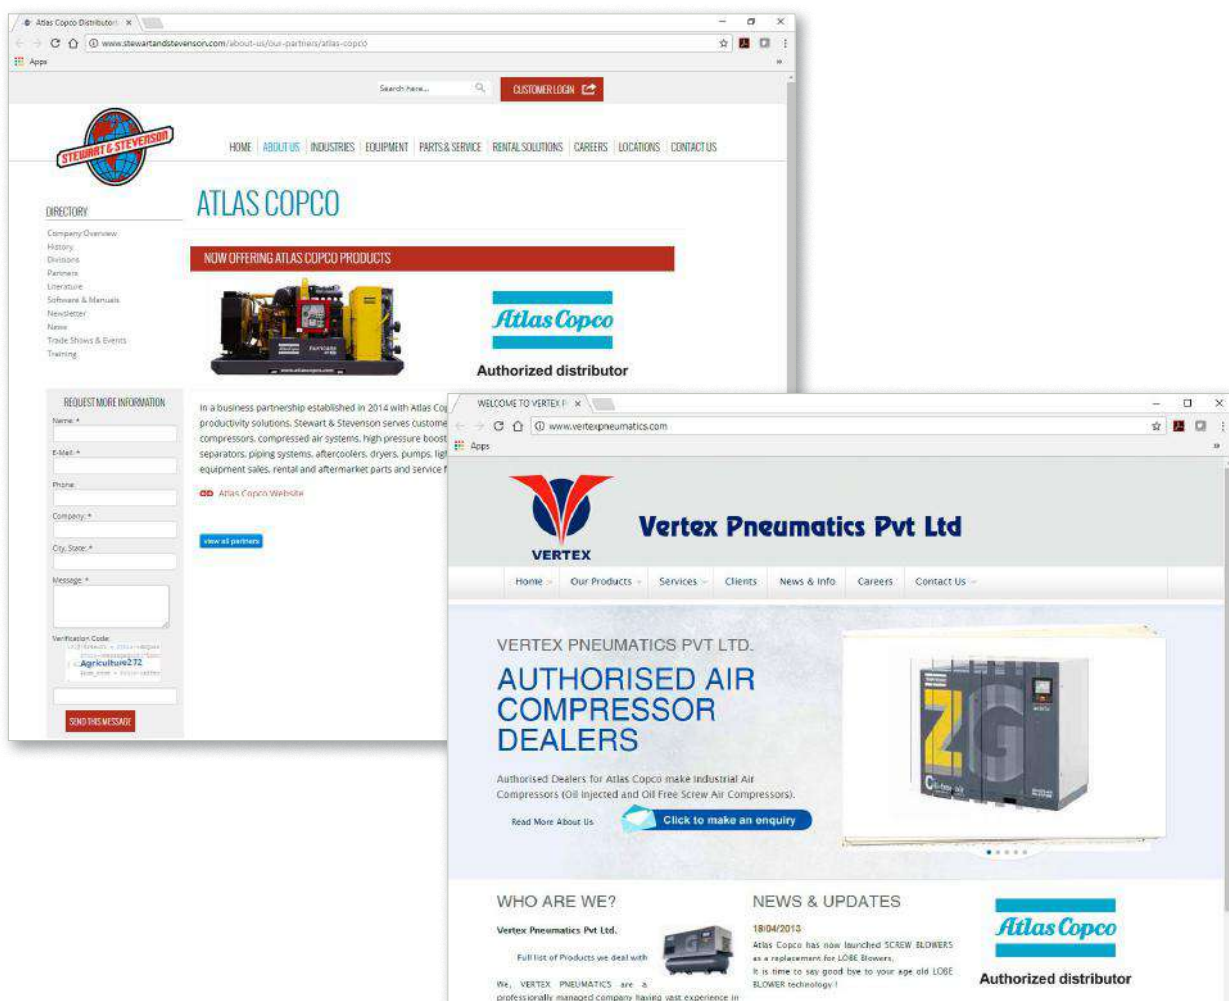 Atlas Copco Distributor
www.stewartandstevenson.com/about-us/our-partners/atlas-copco
Apps
Search here...
CUSTOMER LOGIN
STEWART & STEVENSON
HOME ABOUT US INDUSTRIES EQUIPMENT PARTS & SERVICE RENTAL SOLUTIONS CAREERS LOCATIONS CONTACT US
ATLAS COPCO
DIRECTORY
Company Overview
History
Divisions
Partners
Literature
Software & Manuals
Newsletter
News
Trade Shows & Events
Training
NOW OFFERING ATLAS COPCO PRODUCTS
www.atlascopco.com
Atlas Copco
Authorized distributor
REQUEST MORE INFORMATION
Name: *
E-Mail: *
Phone:
Company: *
City, State: *
Message: *
Verification Code:
Agriculture272
SEND THIS MESSAGE
In a business partnership established in 2014 with Atlas Cop
productivity solutions, Stewart & Stevenson serves custome
compressors, compressed air systems, high pressure boost
separators, piping systems, aftercoolers, dryers, pumps, ligh
equipment sales, rental and aftermarket parts and service f
Atlas Copco Website
view all partners
WELCOME TO VERTEX P
www.vertexpneumatics.com
Apps
VERTEX
Vertex Pneumatics Pvt Ltd
Home Our Products Services Clients News & Info Careers Contact Us
VERTEX PNEUMATICS PVT LTD.
AUTHORISED AIR
COMPRESSOR
DEALERS
Authorised Dealers for Atlas Copco make Industrial Air
Compressors (Oil Injected and Oil Free Screw Air Compressors).
Read More About Us
Click to make an enquiry
ZG
WHO ARE WE?
Vertex Pneumatics Pvt Ltd.
Full list of Products we deal with
We, VERTEX PNEUMATICS are a
professionally managed company having vast experience in
NEWS & UPDATES
18/04/2013
Atlas Copco has now launched SCREW BLOWERS
as a replacement for LOBE Blowers.
It is time to say good bye to your age old LOBE
BLOWER technology !
Atlas Copco
Authorized distributor